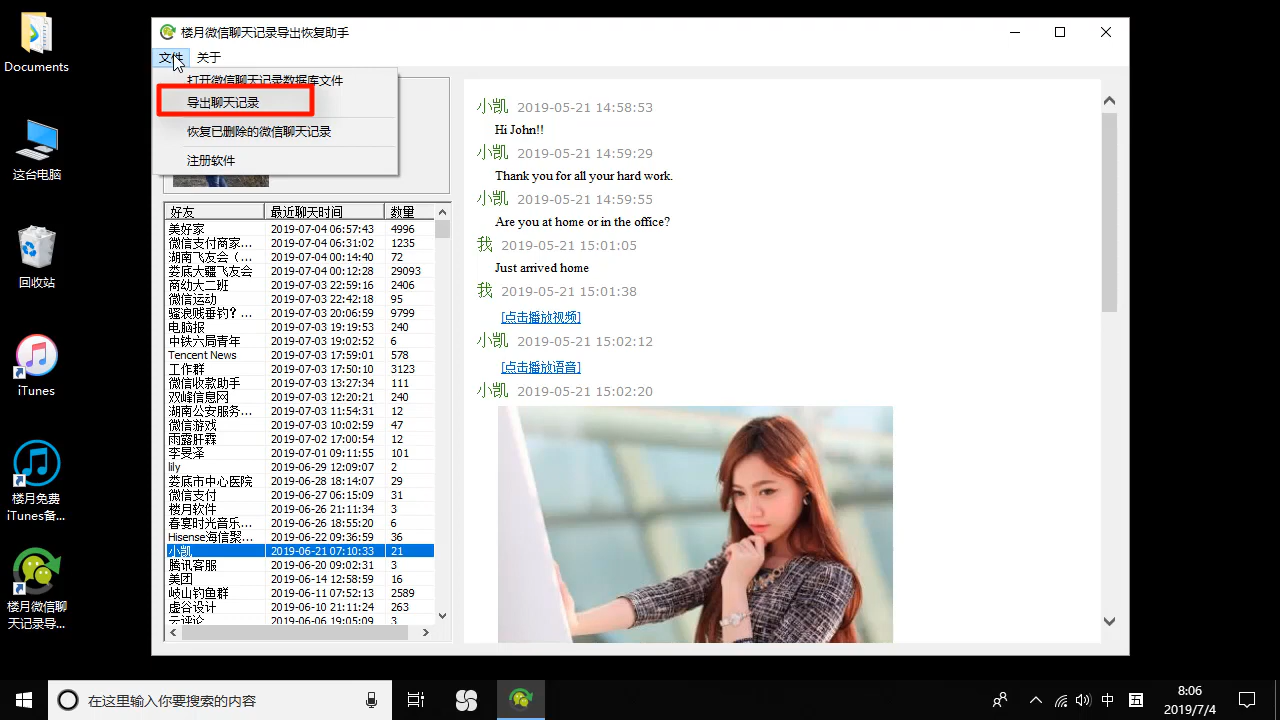 Documents
这台电脑
回收站
iTunes
楼月免费
iTunes备...
楼月微信聊
天记录导...
楼月微信聊天记录导出恢复助手
文件 关于
打开微信聊天记录数据库文件
导出聊天记录
恢复已删除的微信聊天记录
注册软件
好友 最近聊天时间 数量
美好家 2019-07-04 06:57:43 4996
微信支付商家... 2019-07-04 06:31:02 1235
湖南飞友会（... 2019-07-04 00:14:40 72
娄底大疆飞友会 2019-07-04 00:12:28 29093
商幼大二班 2019-07-03 22:59:16 2406
微信运动 2019-07-03 22:42:18 95
骚浪贱垂钓？... 2019-07-03 20:06:59 9799
电脑报 2019-07-03 19:19:53 240
中铁六局青年 2019-07-03 19:02:52 6
Tencent News 2019-07-03 17:59:01 578
工作群 2019-07-03 17:50:10 3123
微信收款助手 2019-07-03 13:27:34 111
双峰信息网 2019-07-03 12:20:21 240
湖南公安服务... 2019-07-03 11:54:31 12
微信游戏 2019-07-03 10:02:59 47
雨露肝霖 2019-07-02 17:00:54 12
李旻泽 2019-07-01 09:11:55 101
lily 2019-06-29 12:09:07 2
娄底市中心医院 2019-06-28 18:14:07 29
微信支付 2019-06-27 06:15:09 31
楼月软件 2019-06-26 21:11:34 3
春宴时光音乐... 2019-06-26 18:55:20 6
Hisense海信聚... 2019-06-22 09:36:59 36
小凯 2019-06-21 07:10:33 21
腾讯客服 2019-06-20 09:02:31 3
美团 2019-06-14 12:58:59 16
岐山钓鱼群 2019-06-11 07:52:13 2589
虚谷设计 2019-06-10 21:11:24 263
云评论 2019-06-06 19:05:09 3
小凯 2019-05-21 14:58:53
Hi John!!
小凯 2019-05-21 14:59:29
Thank you for all your hard work.
小凯 2019-05-21 14:59:55
Are you at home or in the office?
我 2019-05-21 15:01:05
Just arrived home
我 2019-05-21 15:01:38
[点击播放视频]
小凯 2019-05-21 15:02:12
[点击播放语音]
小凯 2019-05-21 15:02:20
在这里输入你要搜索的内容
中
五
8:06
2019/7/4